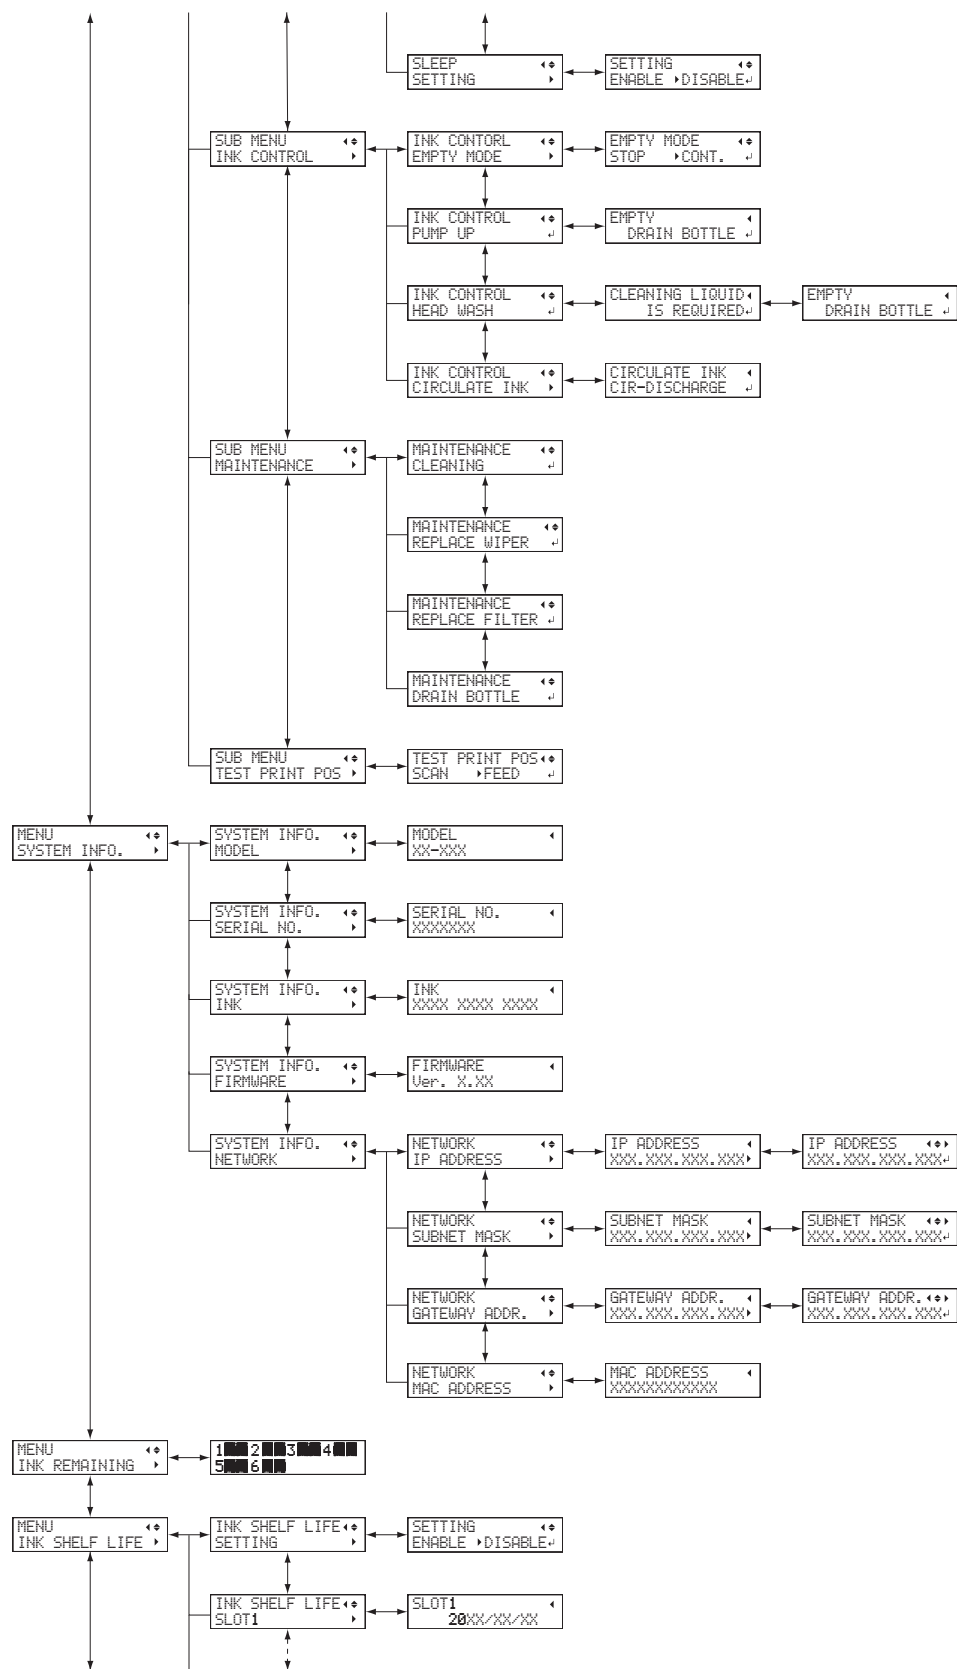 SLEEP
SETTING
SETTING
ENABLE ▸DISABLE↵
SUB MENU
INK CONTROL
INK CONTORL
EMPTY MODE
EMPTY MODE
STOP ▸CONT. ↵
INK CONTROL
PUMP UP ↵
EMPTY
DRAIN BOTTLE ↵
INK CONTROL
HEAD WASH ↵
CLEANING LIQUID
IS REQUIRED↵
EMPTY
DRAIN BOTTLE ↵
INK CONTROL
CIRCULATE INK
CIRCULATE INK
CIR-DISCHARGE ↵
SUB MENU
MAINTENANCE
MAINTENANCE
CLEANING ↵
MAINTENANCE
REPLACE WIPER ↵
MAINTENANCE
REPLACE FILTER ↵
MAINTENANCE
DRAIN BOTTLE ↵
SUB MENU
TEST PRINT POS
TEST PRINT POS
SCAN ▸FEED ↵
MENU
SYSTEM INFO.
SYSTEM INFO.
MODEL
MODEL
XX-XXX
SYSTEM INFO.
SERIAL NO.
SERIAL NO.
XXXXXXX
SYSTEM INFO.
INK
INK
XXXX XXXX XXXX
SYSTEM INFO.
FIRMWARE
FIRMWARE
Ver. X.XX
SYSTEM INFO.
NETWORK
NETWORK
IP ADDRESS
IP ADDRESS
XXX.XXX.XXX.XXX
IP ADDRESS
XXX.XXX.XXX.XXX↵
NETWORK
SUBNET MASK
SUBNET MASK
XXX.XXX.XXX.XXX
SUBNET MASK
XXX.XXX.XXX.XXX↵
NETWORK
GATEWAY ADDR.
GATEWAY ADDR.
XXX.XXX.XXX.XXX
GATEWAY ADDR.
XXX.XXX.XXX.XXX↵
NETWORK
MAC ADDRESS
MAC ADDRESS
XXXXXXXXXXXX
MENU
INK REMAINING
1 2 3 4
5 6
MENU
INK SHELF LIFE
INK SHELF LIFE
SETTING
SETTING
ENABLE ▸DISABLE↵
INK SHELF LIFE
SLOT1
SLOT1
20XX/XX/XX